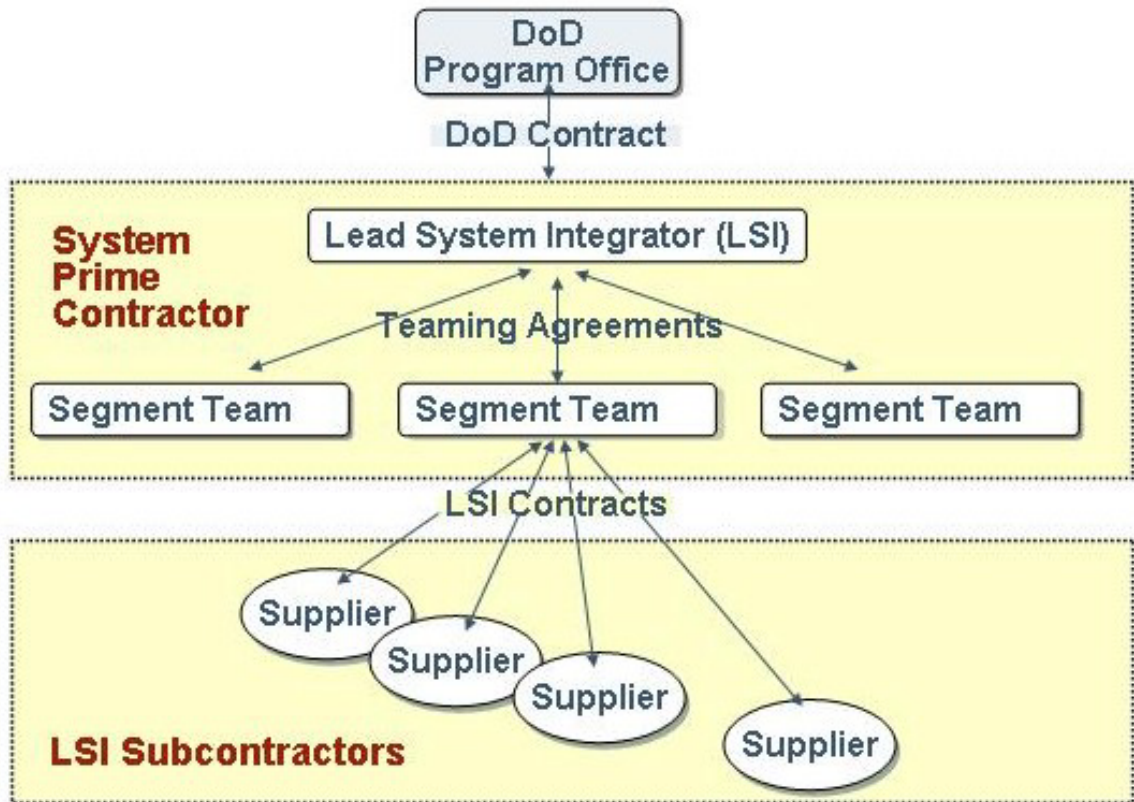 DoD
Program Office
DoD Contract
System
Prime
Contractor
Lead System Integrator (LSI)
Teaming Agreements
Segment Team
Segment Team
Segment Team
LSI Contracts
Supplier
Supplier
Supplier
Supplier
LSI Subcontractors